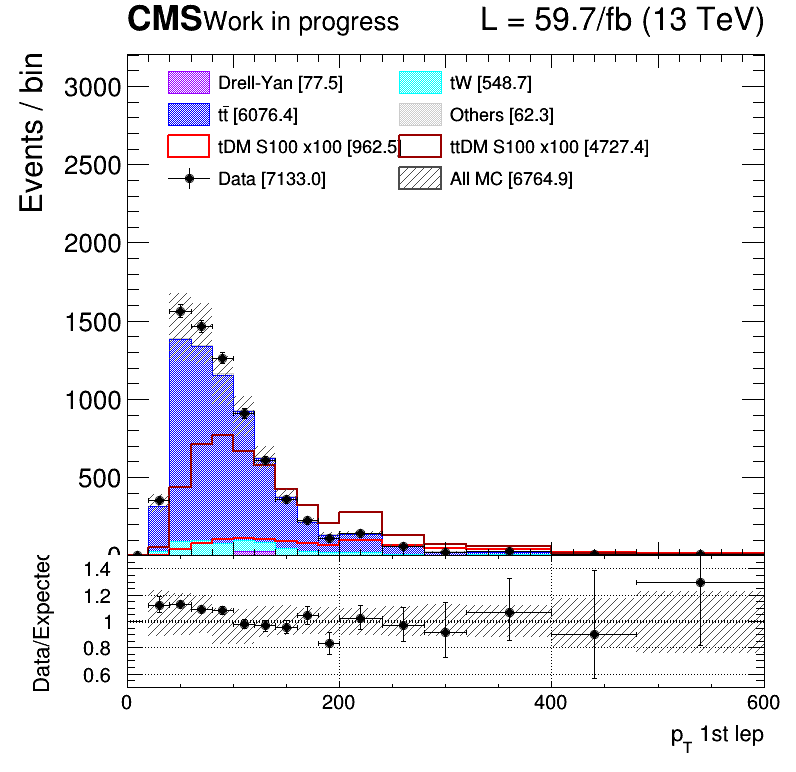 CMS Work in progress L = 59.7/fb (13 TeV)
Events / bin
3000
2500
2000
1500
1000
500
0
Drell-Yan [77.5] tW [548.7]
tt̄ [6076.4] Others [62.3]
tDM S100 x100 [962.5] ttDM S100 x100 [4727.4]
Data [7133.0] All MC [6764.9]
Data/Expected
1.4
1.2
1
0.8
0.6
0 200 400 600
p_T 1st lep